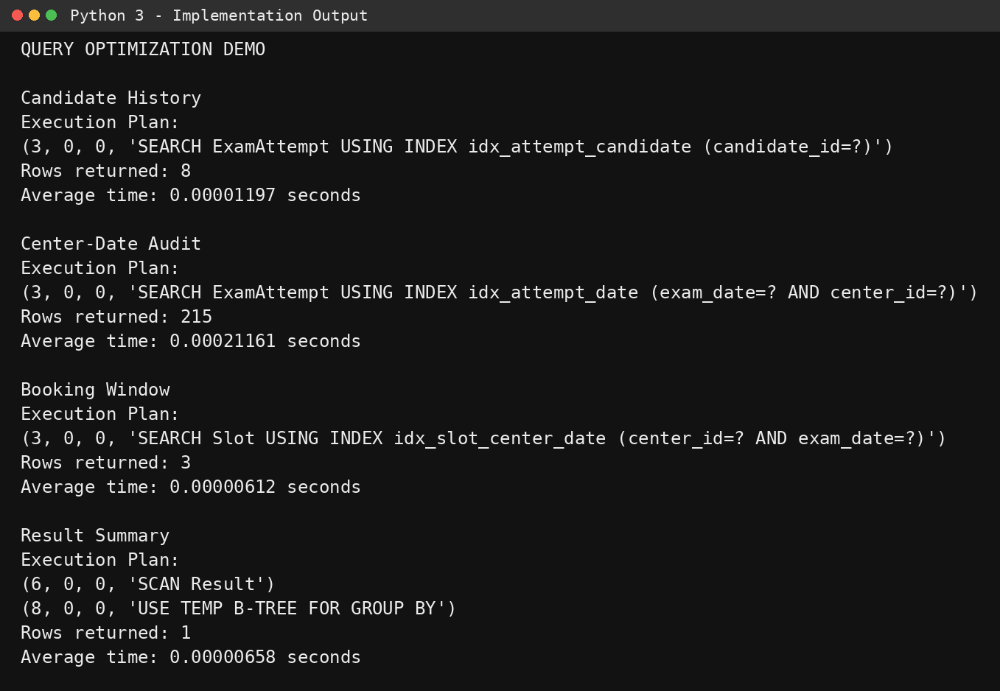 Python 3 - Implementation Output
QUERY OPTIMIZATION DEMO
Candidate History
Execution Plan:
(3, 0, 0, 'SEARCH ExamAttempt USING INDEX idx_attempt_candidate (candidate_id=?)')
Rows returned: 8
Average time: 0.00001197 seconds
Center-Date Audit
Execution Plan:
(3, 0, 0, 'SEARCH ExamAttempt USING INDEX idx_attempt_date (exam_date=? AND center_id=?)')
Rows returned: 215
Average time: 0.00021161 seconds
Booking Window
Execution Plan:
(3, 0, 0, 'SEARCH Slot USING INDEX idx_slot_center_date (center_id=? AND exam_date=?)')
Rows returned: 3
Average time: 0.00000612 seconds
Result Summary
Execution Plan:
(6, 0, 0, 'SCAN Result')
(8, 0, 0, 'USE TEMP B-TREE FOR GROUP BY')
Rows returned: 1
Average time: 0.00000658 seconds